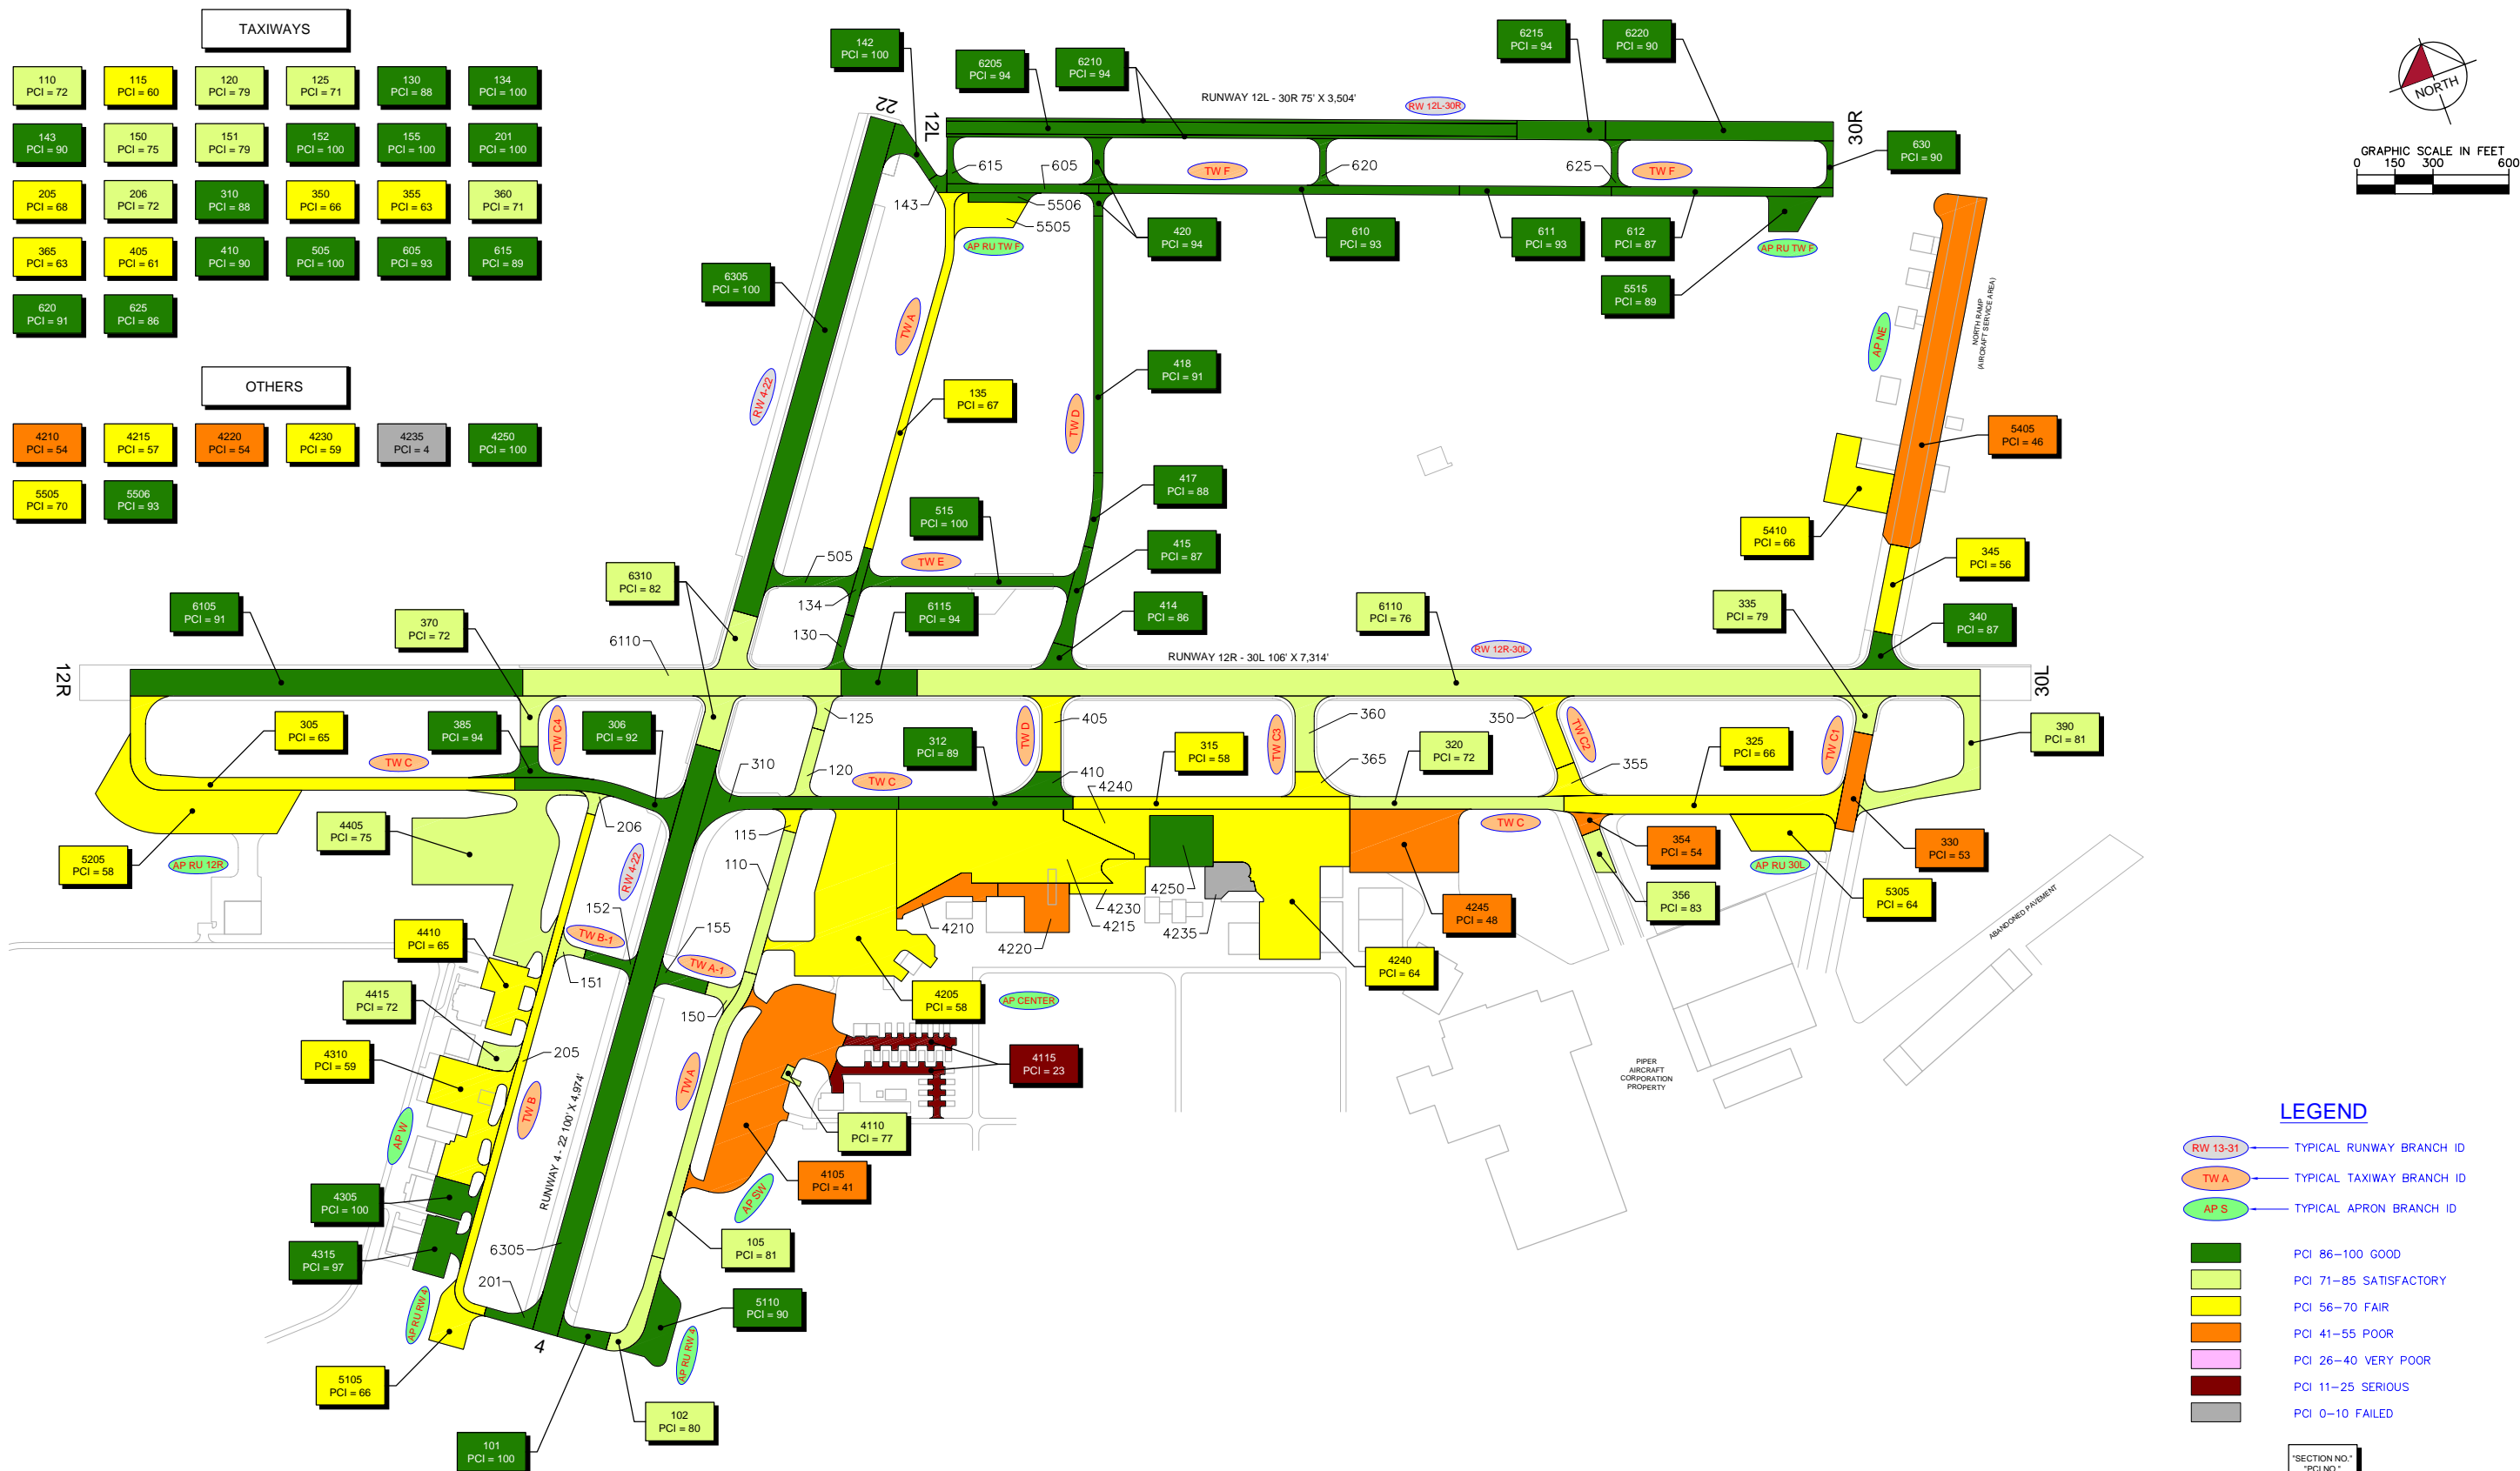 TAXIWAYS
110
PCI = 72
115
PCI = 60
120
PCI = 79
125
PCI = 71
130
PCI = 88
134
PCI = 100
143
PCI = 90
150
PCI = 75
151
PCI = 79
152
PCI = 100
155
PCI = 100
201
PCI = 100
205
PCI = 68
206
PCI = 72
310
PCI = 88
350
PCI = 66
355
PCI = 63
360
PCI = 71
365
PCI = 63
405
PCI = 61
410
PCI = 90
505
PCI = 100
605
PCI = 93
615
PCI = 89
620
PCI = 91
625
PCI = 86
OTHERS
4210
PCI = 54
4215
PCI = 57
4220
PCI = 54
4230
PCI = 59
4235
PCI = 4
4250
PCI = 100
5505
PCI = 70
5506
PCI = 93
142
PCI = 100
6205
PCI = 94
6210
PCI = 94
6215
PCI = 94
6220
PCI = 90
RUNWAY 12L - 30R 75' X 3,504'
RW 12L-30R
22
12L
30R
630
PCI = 90
NORTH
GRAPHIC SCALE IN FEET
0 150 300 600
615
605
TW F
620
625
TW F
143
5506
5505
AP RU TW F
420
PCI = 94
610
PCI = 93
611
PCI = 93
612
PCI = 87
AP RU TW F
5515
PCI = 89
6305
PCI = 100
TW A
RW 4-22
135
PCI = 67
TW D
418
PCI = 91
417
PCI = 88
415
PCI = 87
414
PCI = 86
515
PCI = 100
505
TW E
134
130
6310
PCI = 82
6115
PCI = 94
6110
6110
PCI = 76
RUNWAY 12R - 30L 106' X 7,314'
RW 12R-30L
AP NE
NORTH RAMP
(AIRCRAFT SERVICE AREA)
5405
PCI = 46
5410
PCI = 66
345
PCI = 56
335
PCI = 79
340
PCI = 87
6105
PCI = 91
370
PCI = 72
12R
30L
305
PCI = 65
385
PCI = 94
TW C4
306
PCI = 92
TW C
125
120
310
TW C
312
PCI = 89
TW D
405
410
4240
315
PCI = 58
TW C3
360
365
320
PCI = 72
350
TW C2
355
325
PCI = 66
TW C1
390
PCI = 81
5205
PCI = 58
AP RU 12R
4405
PCI = 75
206
RW 4-22
115
110
TW C
354
PCI = 54
356
PCI = 83
AP RU 30L
5305
PCI = 64
330
PCI = 53
4250
4230
4215
4210
4220
4235
4245
PCI = 48
4240
PCI = 64
4205
PCI = 58
AP CENTER
ABANDONED PAVEMENT
4410
PCI = 65
TW B-1
152
151
155
TW A-1
150
4415
PCI = 72
4310
PCI = 59
205
TW B
TW A
4115
PCI = 23
4110
PCI = 77
4105
PCI = 41
AP SW
PIPER
AIRCRAFT
CORPORATION
PROPERTY
AP W
4305
PCI = 100
4315
PCI = 97
RUNWAY 4 - 22 100' X 4,974'
6305
201
105
PCI = 81
5110
PCI = 90
AP RU RW 4
AP RU RW 4
4
5105
PCI = 66
102
PCI = 80
101
PCI = 100
LEGEND
RW 13-31 TYPICAL RUNWAY BRANCH ID
TW A TYPICAL TAXIWAY BRANCH ID
AP S TYPICAL APRON BRANCH ID
PCI 86-100 GOOD
PCI 71-85 SATISFACTORY
PCI 56-70 FAIR
PCI 41-55 POOR
PCI 26-40 VERY POOR
PCI 11-25 SERIOUS
PCI 0-10 FAILED
"SECTION NO."
"PCI NO."